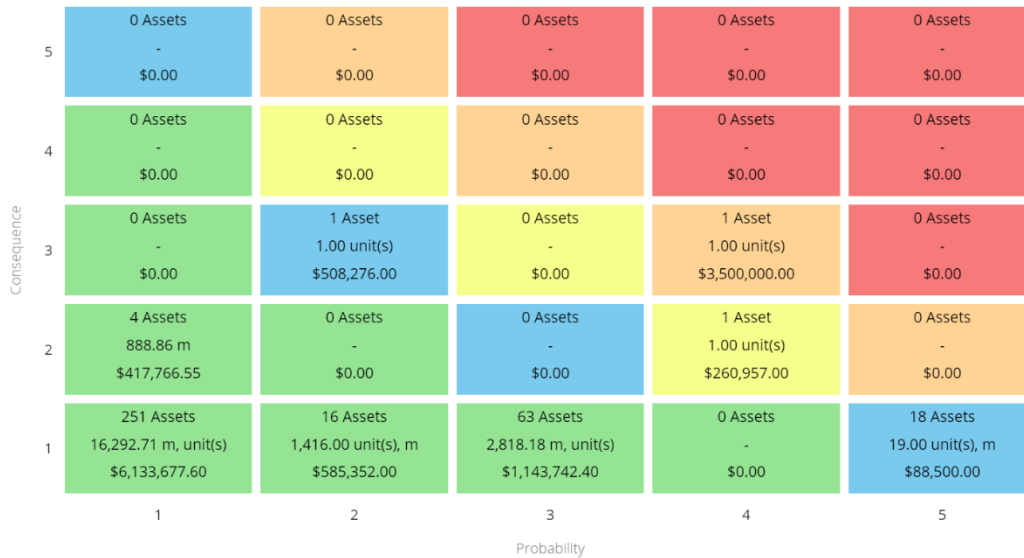 0 Assets
-
$0.00
0 Assets
-
$0.00
0 Assets
-
$0.00
0 Assets
-
$0.00
0 Assets
-
$0.00
5
0 Assets
-
$0.00
0 Assets
-
$0.00
0 Assets
-
$0.00
0 Assets
-
$0.00
0 Assets
-
$0.00
4
0 Assets
-
$0.00
1 Asset
1.00 unit(s)
$508,276.00
0 Assets
-
$0.00
1 Asset
1.00 unit(s)
$3,500,000.00
0 Assets
-
$0.00
3
Consequence
4 Assets
888.86 m
$417,766.55
0 Assets
-
$0.00
0 Assets
-
$0.00
1 Asset
1.00 unit(s)
$260,957.00
0 Assets
-
$0.00
2
251 Assets
16,292.71 m, unit(s)
$6,133,677.60
16 Assets
1,416.00 unit(s), m
$585,352.00
63 Assets
2,818.18 m, unit(s)
$1,143,742.40
0 Assets
-
$0.00
18 Assets
19.00 unit(s), m
$88,500.00
1
1
2
3
4
5
Probability